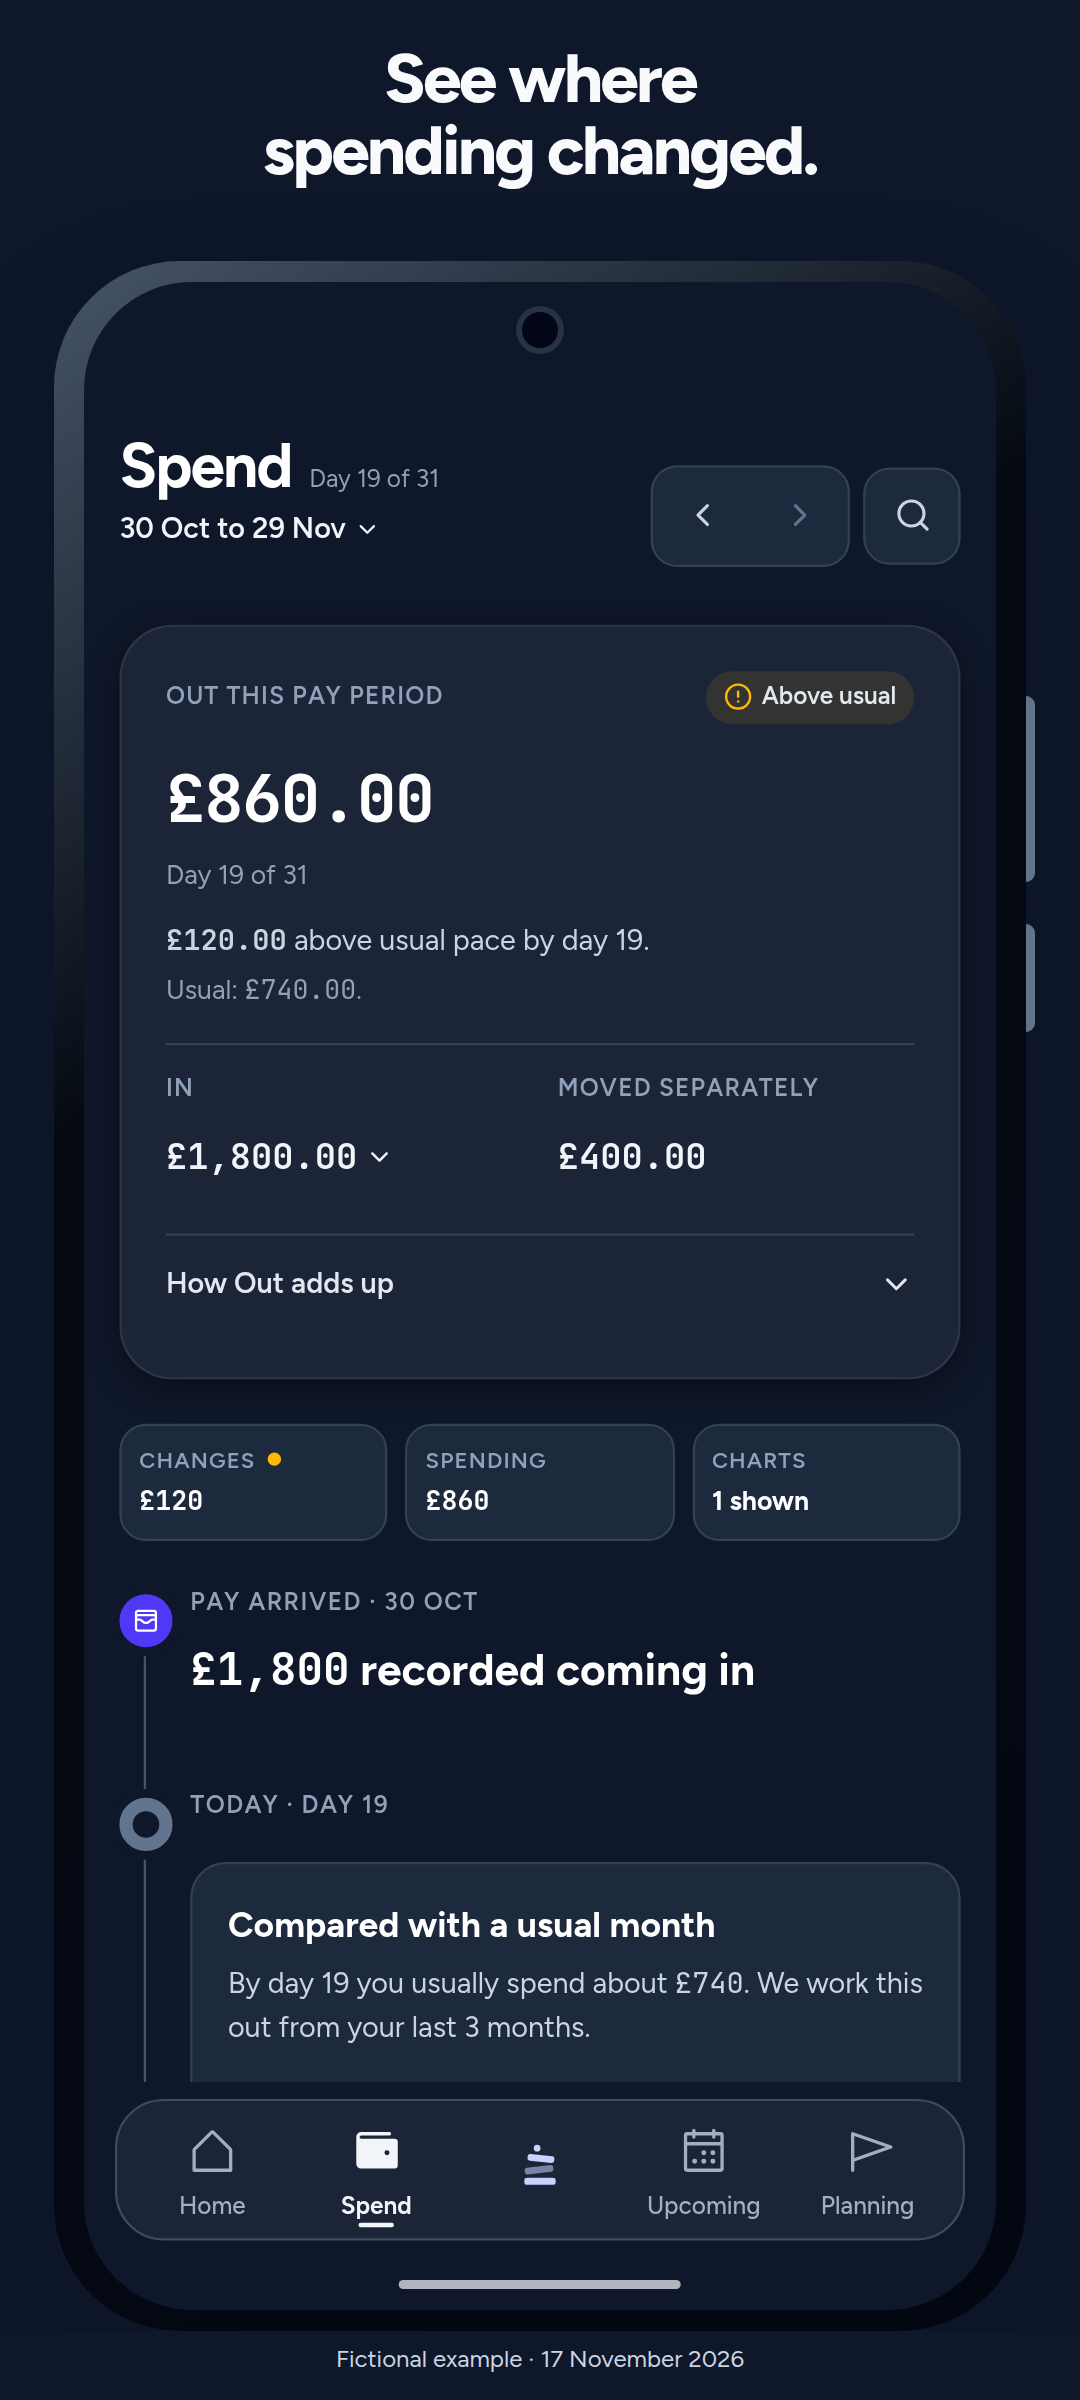 See where
spending changed.
Spend Day 19 of 31
30 Oct to 29 Nov
OUT THIS PAY PERIOD
Above usual
£860.00
Day 19 of 31
£120.00 above usual pace by day 19.
Usual: £740.00.
IN
MOVED SEPARATELY
£1,800.00
£400.00
How Out adds up
CHANGES
£120
SPENDING
£860
CHARTS
1 shown
PAY ARRIVED · 30 OCT
£1,800 recorded coming in
TODAY · DAY 19
Compared with a usual month
By day 19 you usually spend about £740. We work this
out from your last 3 months.
Home
Spend
Upcoming
Planning
Fictional example · 17 November 2026